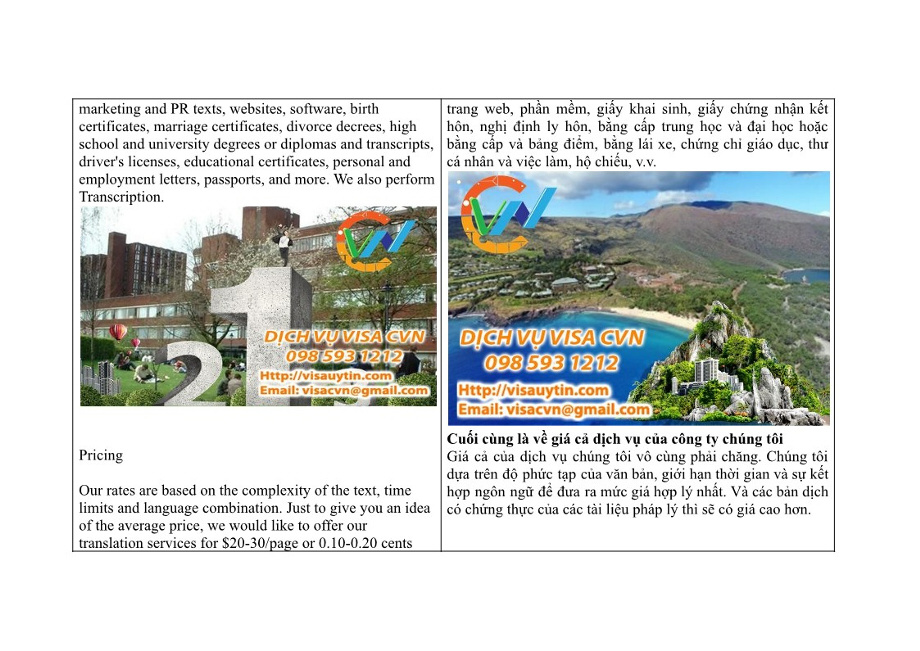 marketing and PR texts, websites, software, birth
certificates, marriage certificates, divorce decrees, high
school and university degrees or diplomas and transcripts,
driver's licenses, educational certificates, personal and
employment letters, passports, and more. We also perform
Transcription.
CVN
DỊCH VỤ VISA CVN
098 593 1212
Http://visauytin.com
Email: visacvn@gmail.com
2
1
Pricing
Our rates are based on the complexity of the text, time
limits and language combination. Just to give you an idea
of the average price, we would like to offer our
translation services for $20-30/page or 0.10-0.20 cents
trang web, phần mềm, giấy khai sinh, giấy chứng nhận kết
hôn, nghị định ly hôn, bằng cấp trung học và đại học hoặc
bằng cấp và bảng điểm, bằng lái xe, chứng chỉ giáo dục, thư
cá nhân và việc làm, hộ chiếu, v.v.
CVN
DỊCH VỤ VISA CVN
098 593 1212
Http://visauytin.com
Email: visacvn@gmail.com
Cuối cùng là về giá cả dịch vụ của công ty chúng tôi
Giá cả của dịch vụ chúng tôi vô cùng phải chăng. Chúng tôi
dựa trên độ phức tạp của văn bản, giới hạn thời gian và sự kết
hợp ngôn ngữ để đưa ra mức giá hợp lý nhất. Và các bản dịch
có chứng thực của các tài liệu pháp lý thì sẽ có giá cao hơn.